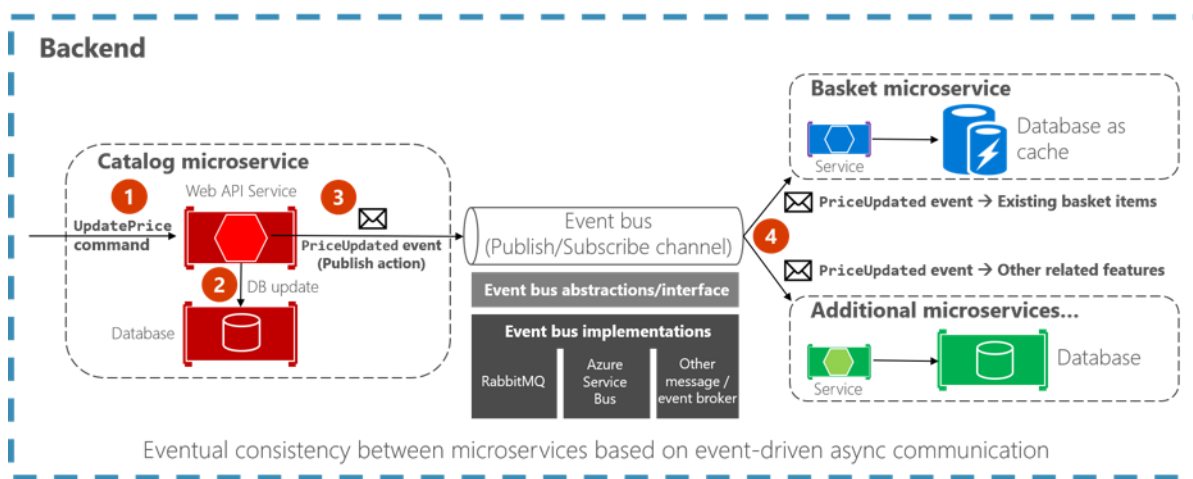 Backend
Catalog microservice
Web API Service
1
UpdatePrice
command
2
DB update
Database
3
PriceUpdated event
(Publish action)
Event bus
(Publish/Subscribe channel)
Event bus abstractions/interface
Event bus implementations
RabbitMQ
Azure
Service
Bus
Other
message /
event broker
4
Basket microservice
Service
Database as
cache
PriceUpdated event → Existing basket items
PriceUpdated event → Other related features
Additional microservices...
Service
Database
Eventual consistency between microservices based on event-driven async communication